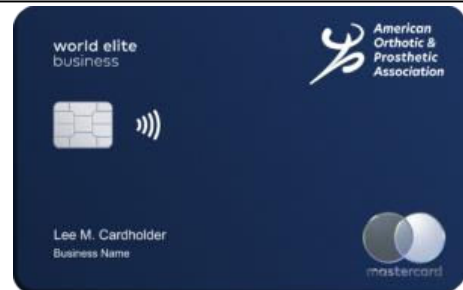 world elite
business
American
Orthotic &
Prosthetic
Association
Lee M. Cardholder
Business Name
mastercard